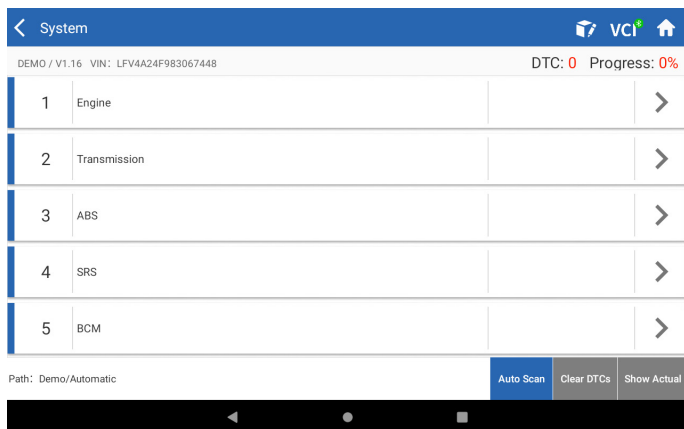 System
VCI
DEMO / V1.16 VIN: LFV4A24F983067448 DTC: 0 Progress: 0%
1 Engine
2 Transmission
3 ABS
4 SRS
5 BCM
Path: Demo/Automatic Auto Scan Clear DTCs Show Actual